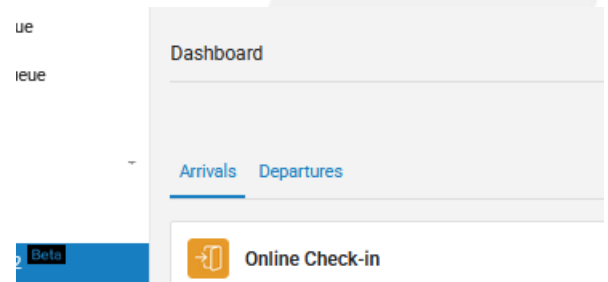 ue
Dashboard
ieue
Arrivals Departures
Beta
Online Check-in